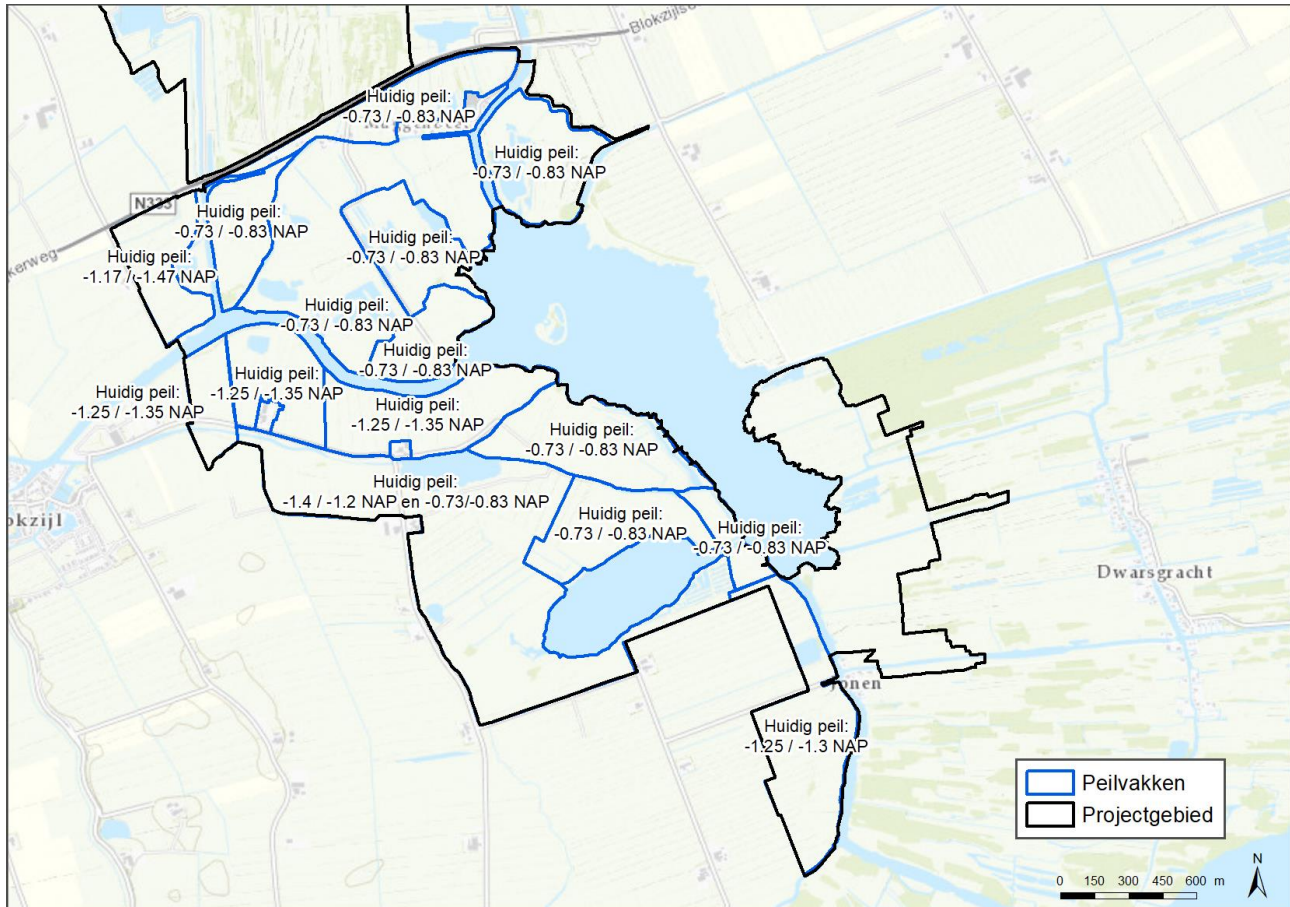 Blokzijls
Huidig peil:
-0.73 / -0.83 NAP
Huidig peil:
-0.73 / -0.83 NAP
N333
Huidig peil:
-0.73 / -0.83 NAP
Huidig peil:
-0.73 / -0.83 NAP
kerweg
Huidig peil:
-1.17 / -1.47 NAP
Huidig peil:
-0.73 / -0.83 NAP
Huidig peil:
-0.73 / -0.83 NAP
Huidig peil:
-1.25 / -1.35 NAP
Huidig peil:
-1.25 / -1.35 NAP
Huidig peil:
-1.25 / -1.35 NAP
Huidig peil:
-0.73 / -0.83 NAP
Huidig peil:
-1.4 / -1.2 NAP en -0.73/-0.83 NAP
okzijl
Huidig peil:
-0.73 / -0.83 NAP
Huidig peil:
-0.73 / -0.83 NAP
Dwarsgracht
Jonen
Huidig peil:
-1.25 / -1.3 NAP
Peilvakken
Projectgebied
N
0 150 300 450 600 m